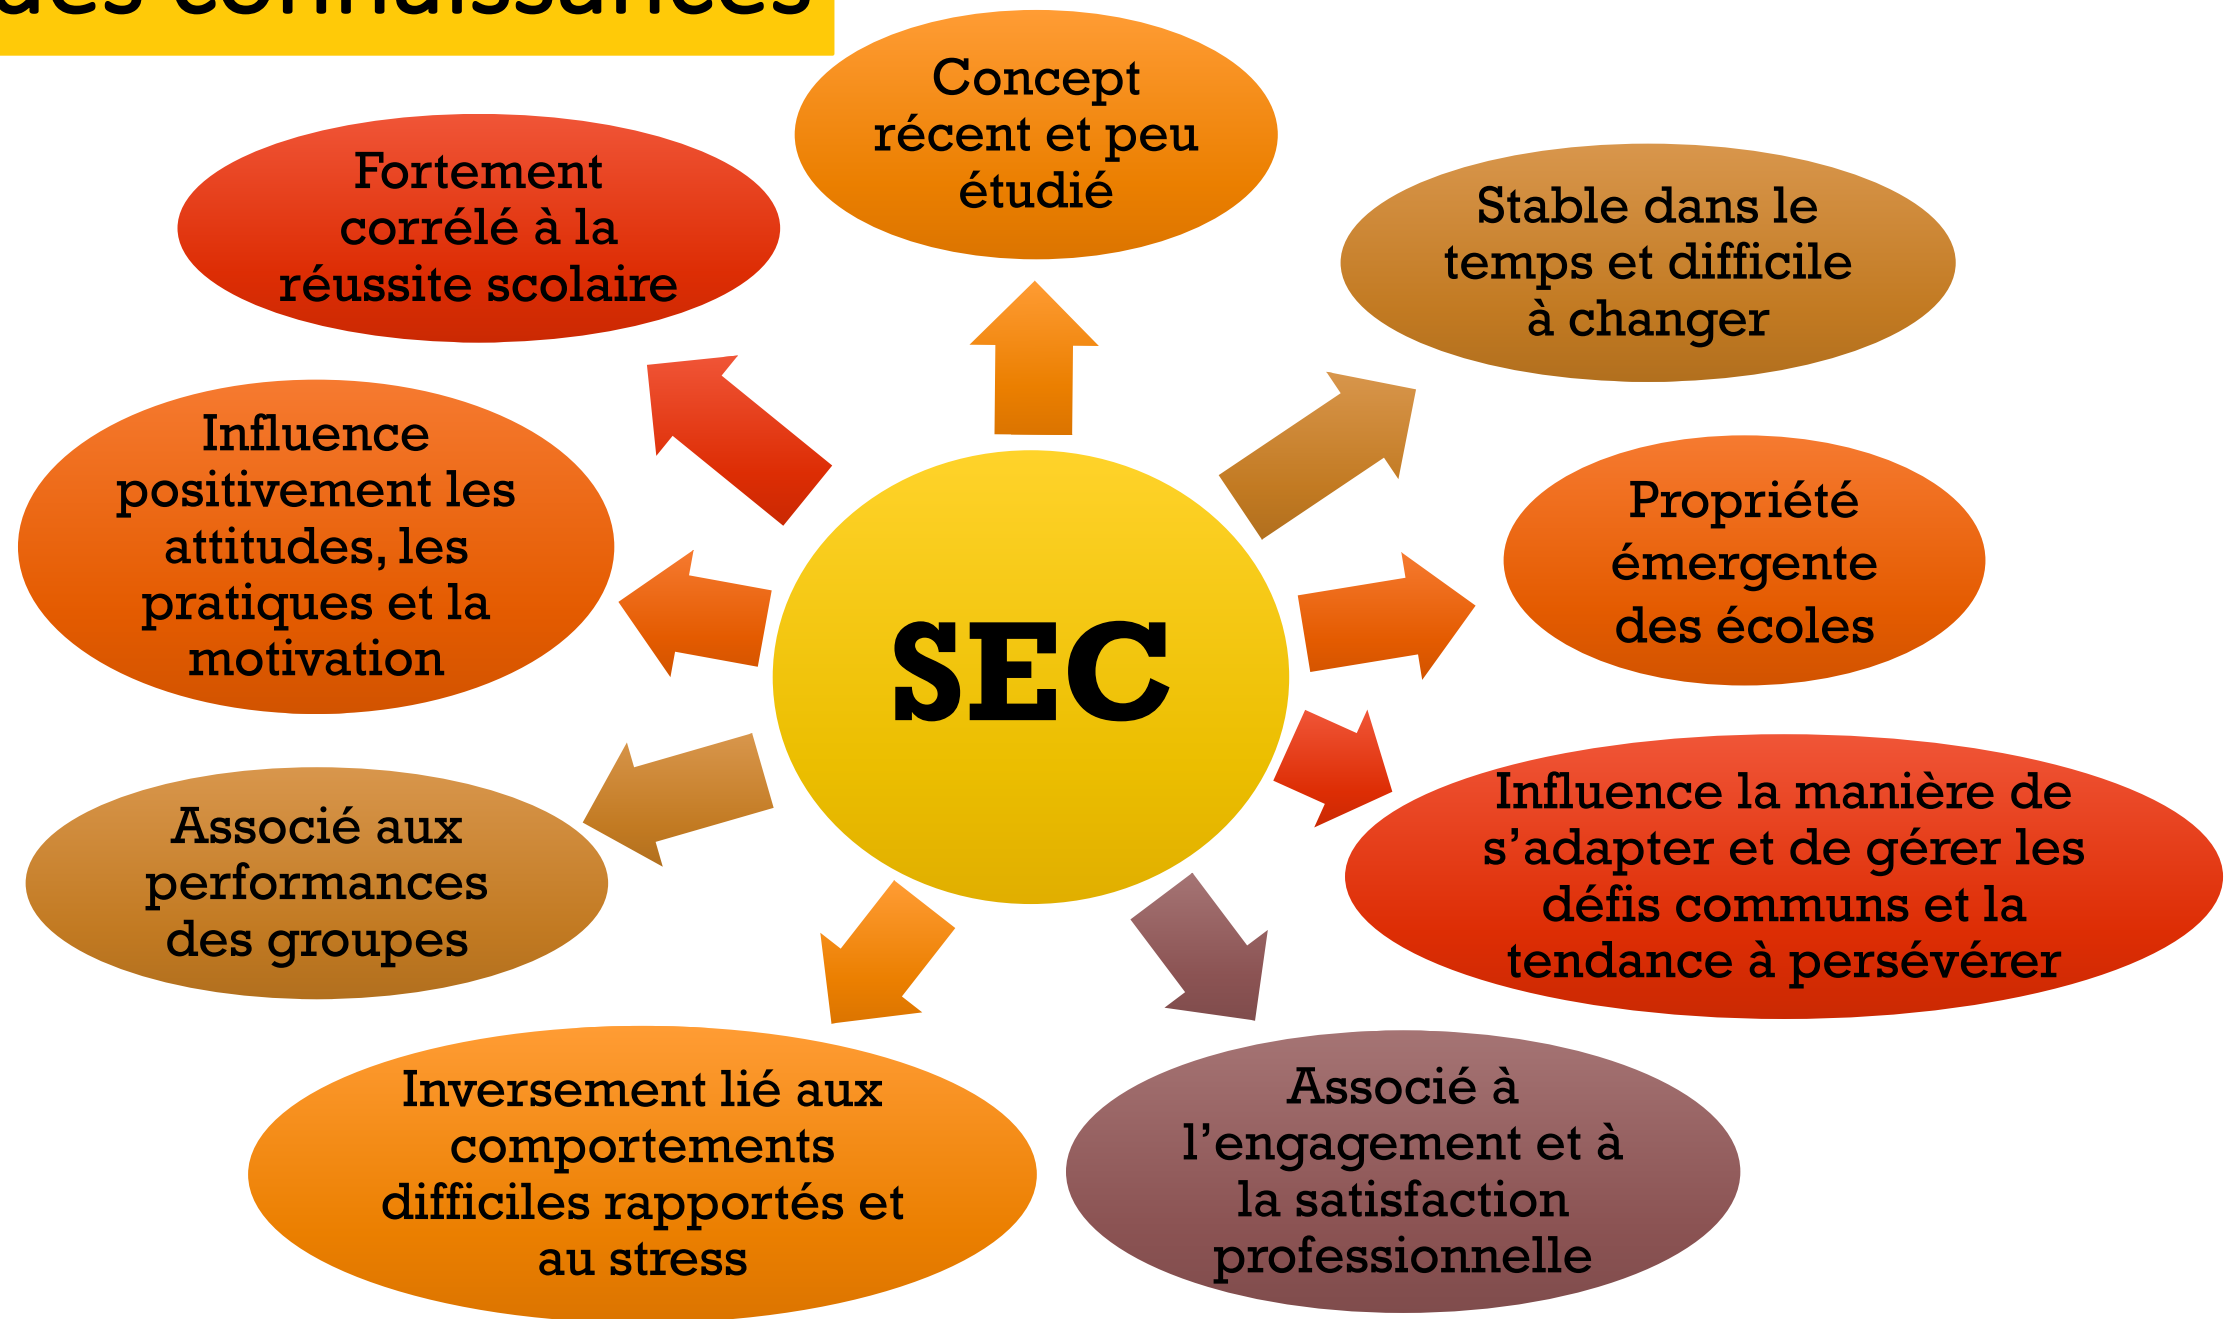 des connaissances
Concept
récent et peu
étudié
Stable dans le
temps et difficile
à changer
Propriété
émergente
des écoles
Influence la manière de
s’adapter et de gérer les
défis communs et la
tendance à persévérer
Associé à
l’engagement et à
la satisfaction
professionnelle
Inversement lié aux
comportements
difficiles rapportés et
au stress
Associé aux
performances
des groupes
Influence
positivement les
attitudes, les
pratiques et la
motivation
Fortement
corrélé à la
réussite scolaire
SEC